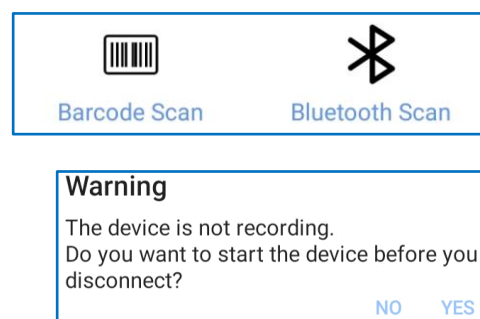 Barcode Scan Bluetooth Scan
Warning
The device is not recording.
Do you want to start the device before you
disconnect?
NO YES